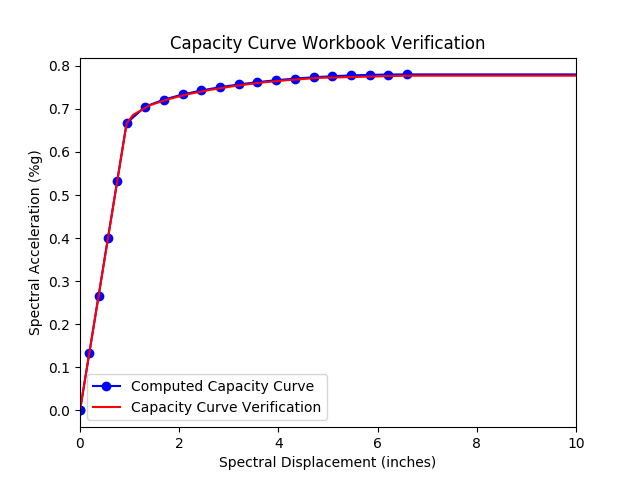 Capacity Curve Workbook Verification
Spectral Acceleration (%g)
0.8
0.7
0.6
0.5
0.4
0.3
0.2
0.1
0.0
Computed Capacity Curve
Capacity Curve Verification
0 2 4 6 8 10
Spectral Displacement (inches)